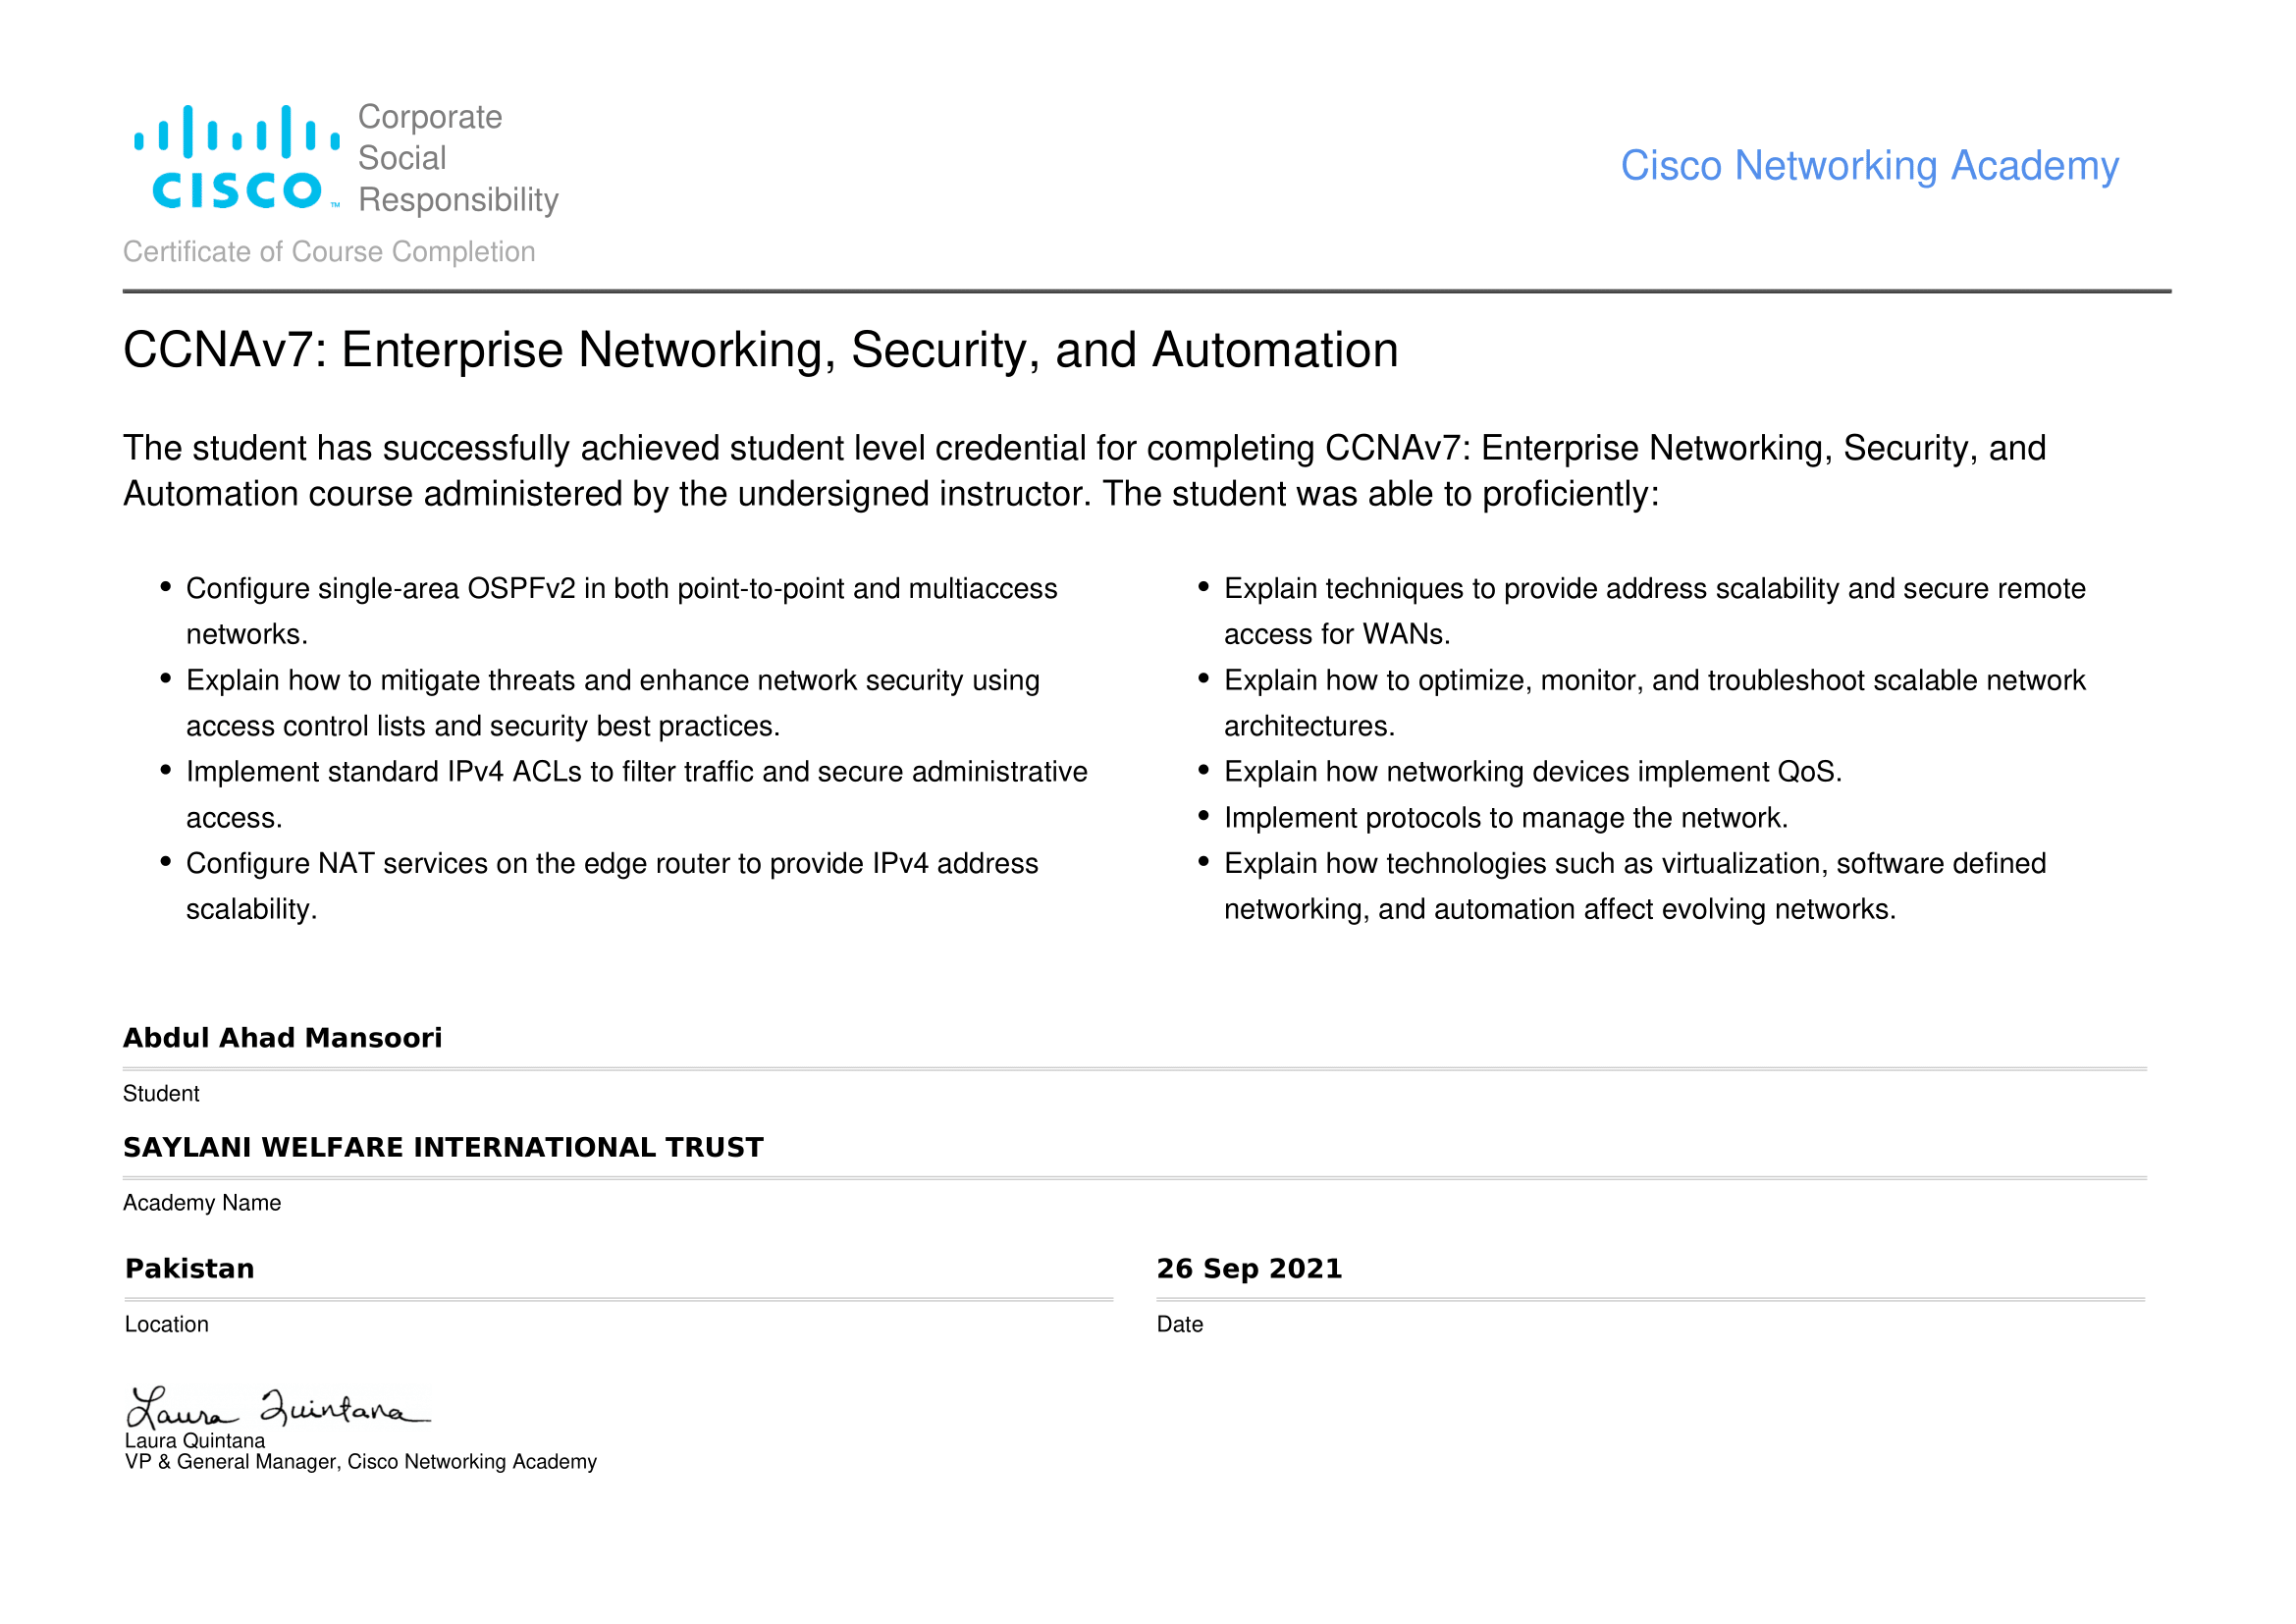 CISCO™
Corporate
Social
Responsibility
Cisco Networking Academy
Certificate of Course Completion
CCNAv7: Enterprise Networking, Security, and Automation
The student has successfully achieved student level credential for completing CCNAv7: Enterprise Networking, Security, and
Automation course administered by the undersigned instructor. The student was able to proficiently:
• Configure single-area OSPFv2 in both point-to-point and multiaccess
networks.
• Explain how to mitigate threats and enhance network security using
access control lists and security best practices.
• Implement standard IPv4 ACLs to filter traffic and secure administrative
access.
• Configure NAT services on the edge router to provide IPv4 address
scalability.
• Explain techniques to provide address scalability and secure remote
access for WANs.
• Explain how to optimize, monitor, and troubleshoot scalable network
architectures.
• Explain how networking devices implement QoS.
• Implement protocols to manage the network.
• Explain how technologies such as virtualization, software defined
networking, and automation affect evolving networks.
Abdul Ahad Mansoori
Student
SAYLANI WELFARE INTERNATIONAL TRUST
Academy Name
Pakistan
Location
26 Sep 2021
Date
Laura Quintana
Laura Quintana
VP & General Manager, Cisco Networking Academy